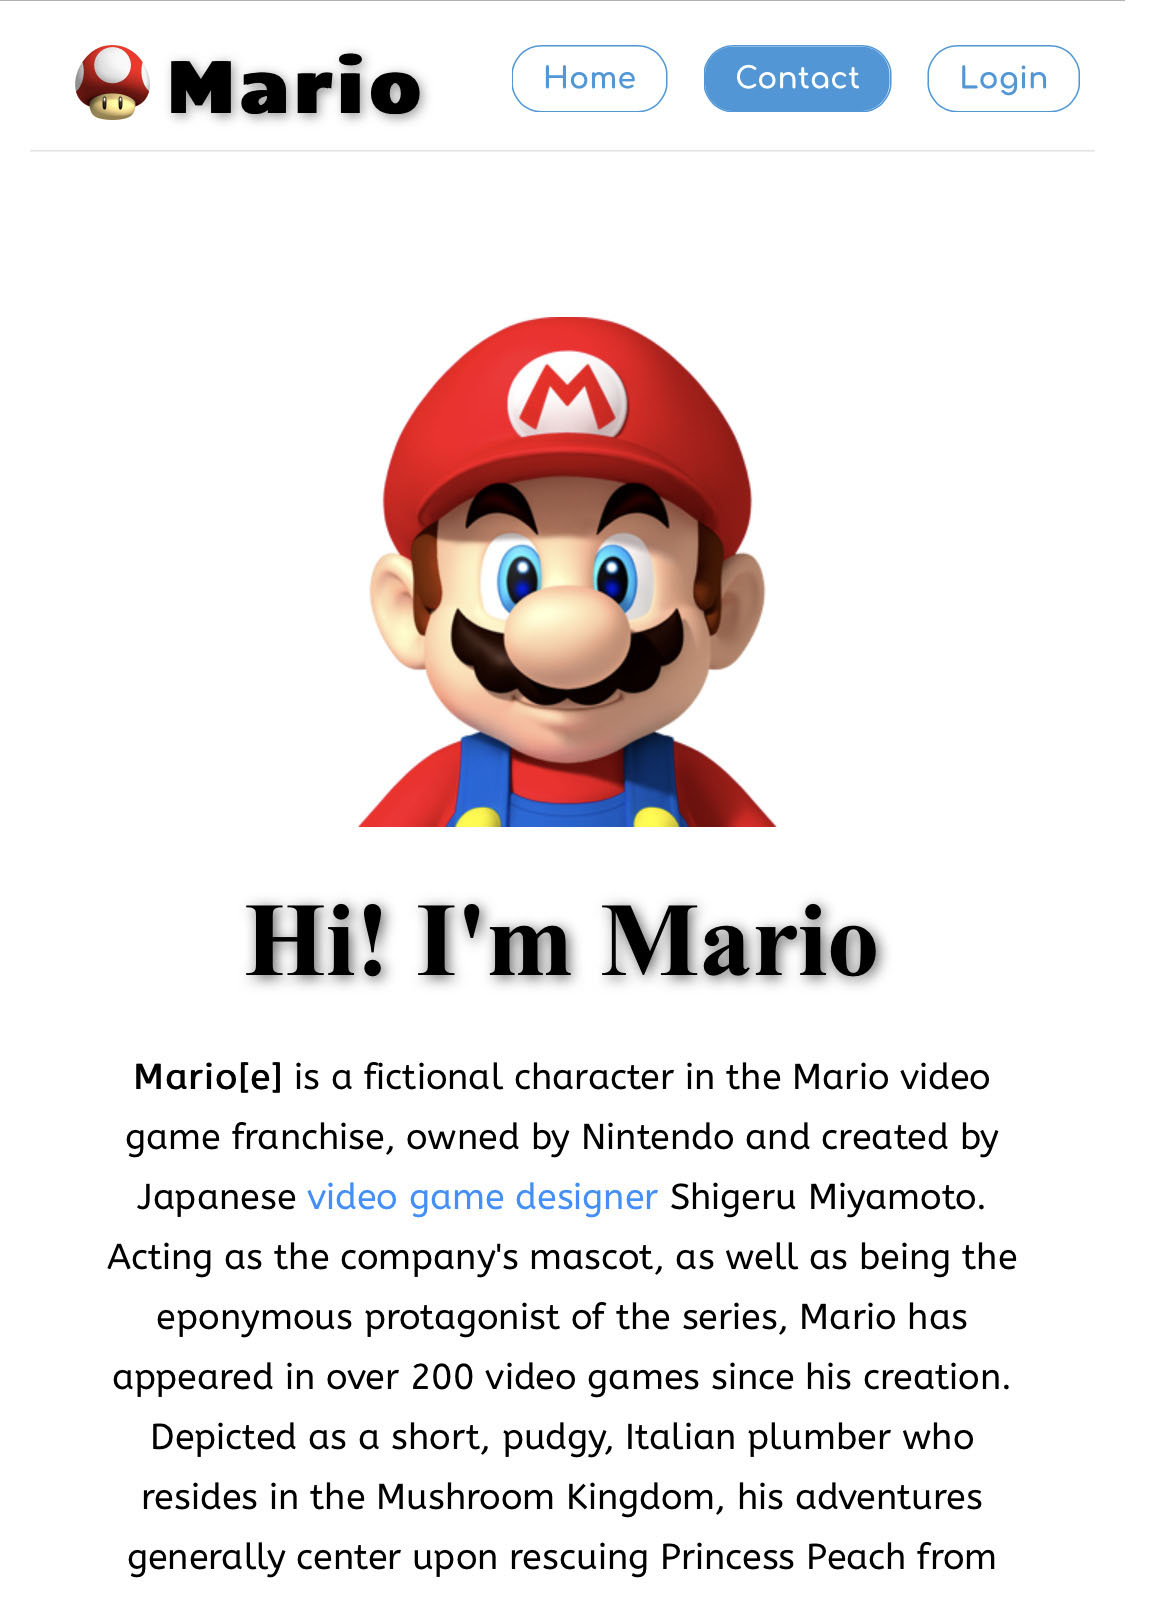 Mario
Home
Contact
Login
M
Hi! I'm Mario
Mario[e] is a fictional character in the Mario video
game franchise, owned by Nintendo and created by
Japanese video game designer Shigeru Miyamoto.
Acting as the company's mascot, as well as being the
eponymous protagonist of the series, Mario has
appeared in over 200 video games since his creation.
Depicted as a short, pudgy, Italian plumber who
resides in the Mushroom Kingdom, his adventures
generally center upon rescuing Princess Peach from